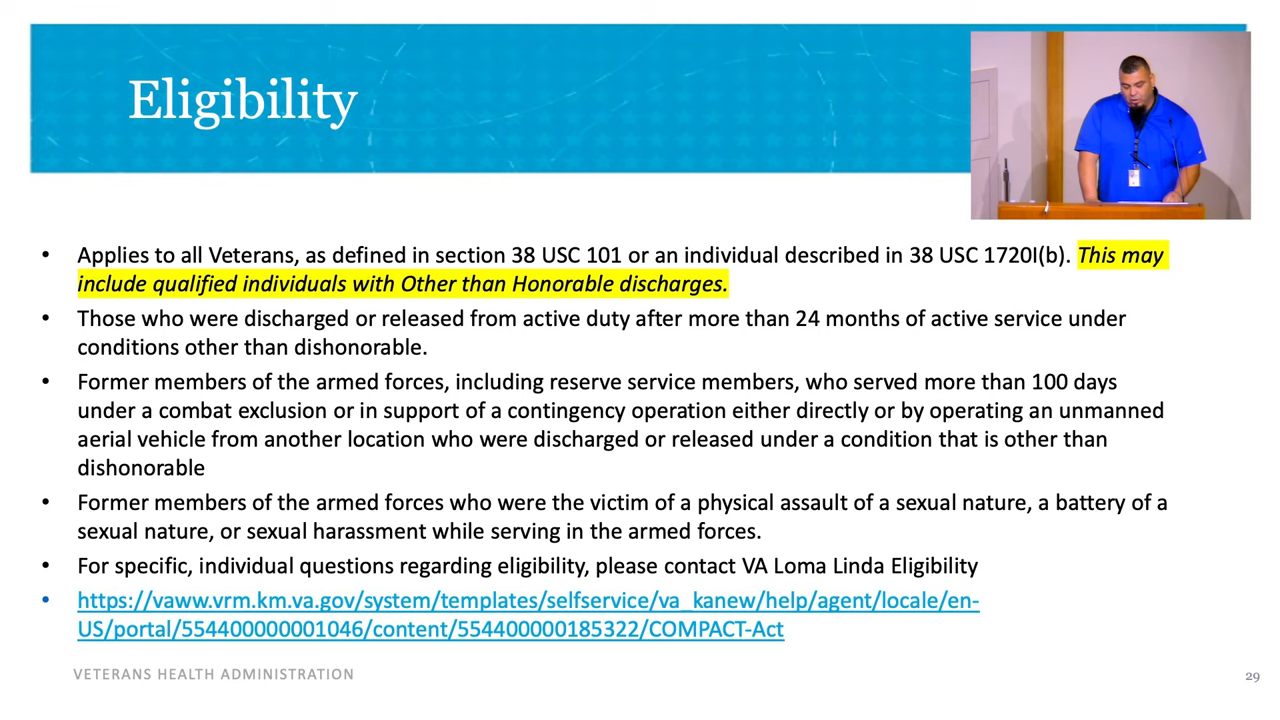 Eligibility
• Applies to all Veterans, as defined in section 38 USC 101 or an individual described in 38 USC 1720I(b). This may
include qualified individuals with Other than Honorable discharges.
• Those who were discharged or released from active duty after more than 24 months of active service under
conditions other than dishonorable.
• Former members of the armed forces, including reserve service members, who served more than 100 days
under a combat exclusion or in support of a contingency operation either directly or by operating an unmanned
aerial vehicle from another location who were discharged or released under a condition that is other than
dishonorable
• Former members of the armed forces who were the victim of a physical assault of a sexual nature, a battery of a
sexual nature, or sexual harassment while serving in the armed forces.
• For specific, individual questions regarding eligibility, please contact VA Loma Linda Eligibility
• https://vaww.vrm.km.va.gov/system/templates/selfservice/va_kanew/help/agent/locale/en-
US/portal/554400000001046/content/554400000185322/COMPACT-Act
VETERANS HEALTH ADMINISTRATION
29